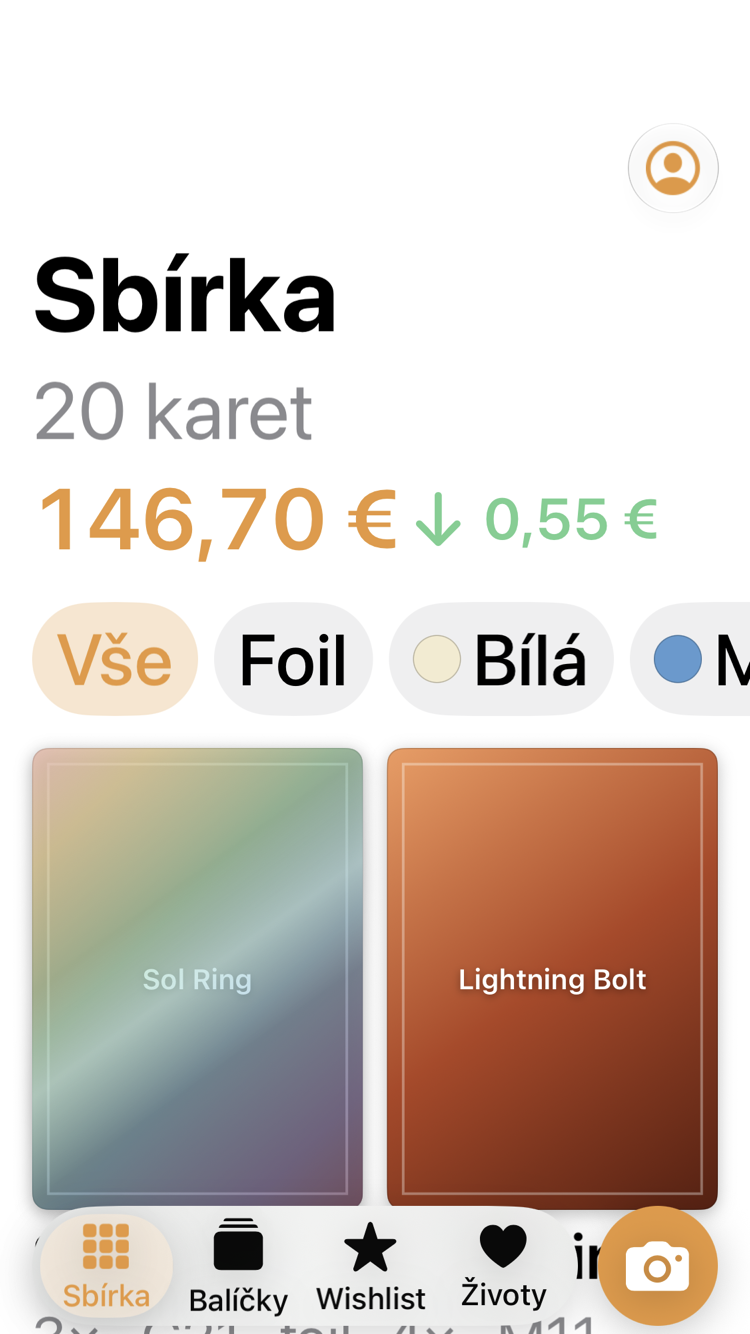 Sbírka
20 karet
146,70 € ↓ 0,55 €
Vše Foil Bílá
Sol Ring Lightning Bolt
Sbírka Balíčky Wishlist Životy